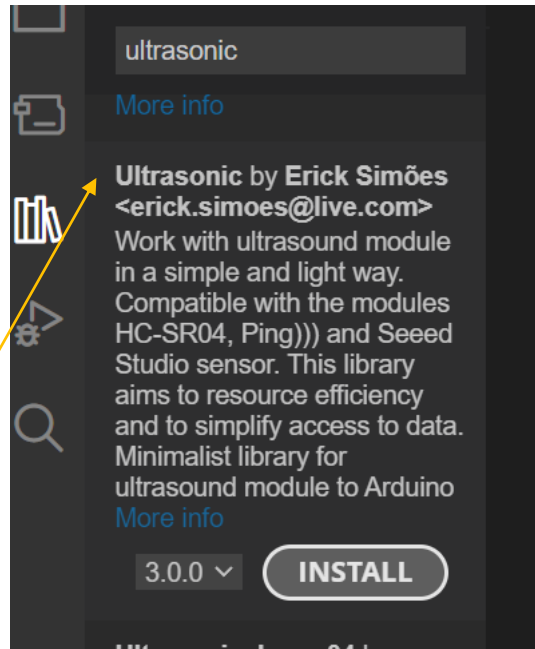 ultrasonic
More info
Ultrasonic by Erick Simões
<erick.simoes@live.com>
Work with ultrasound module
in a simple and light way.
Compatible with the modules
HC-SR04, Ping))) and Seeed
Studio sensor. This library
aims to resource efficiency
and to simplify access to data.
Minimalist library for
ultrasound module to Arduino
More info
3.0.0
INSTALL